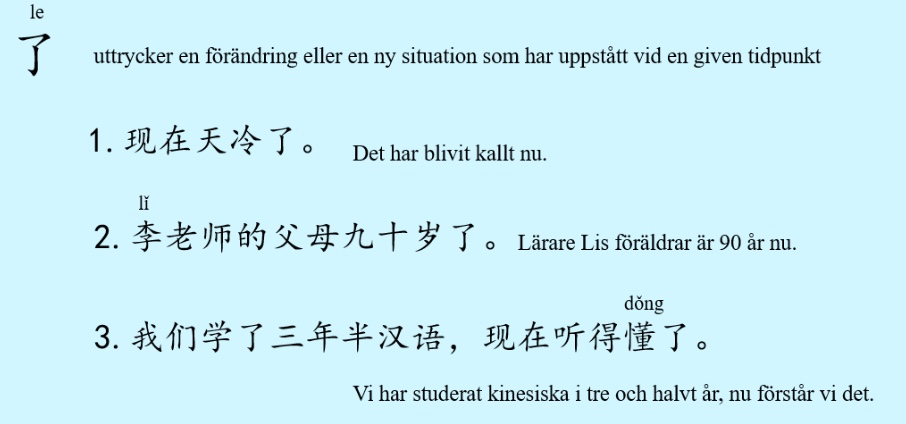 le
了 uttrycker en förändring eller en ny situation som har uppstått vid en given tidpunkt
1. 现在天冷了。 Det har blivit kallt nu.
lǐ
2. 李老师的父母九十岁了。 Lärare Lis föräldrar är 90 år nu.
dǒng
3. 我们学了三年半汉语，现在听得懂了。
Vi har studerat kinesiska i tre och halvt år, nu förstår vi det.